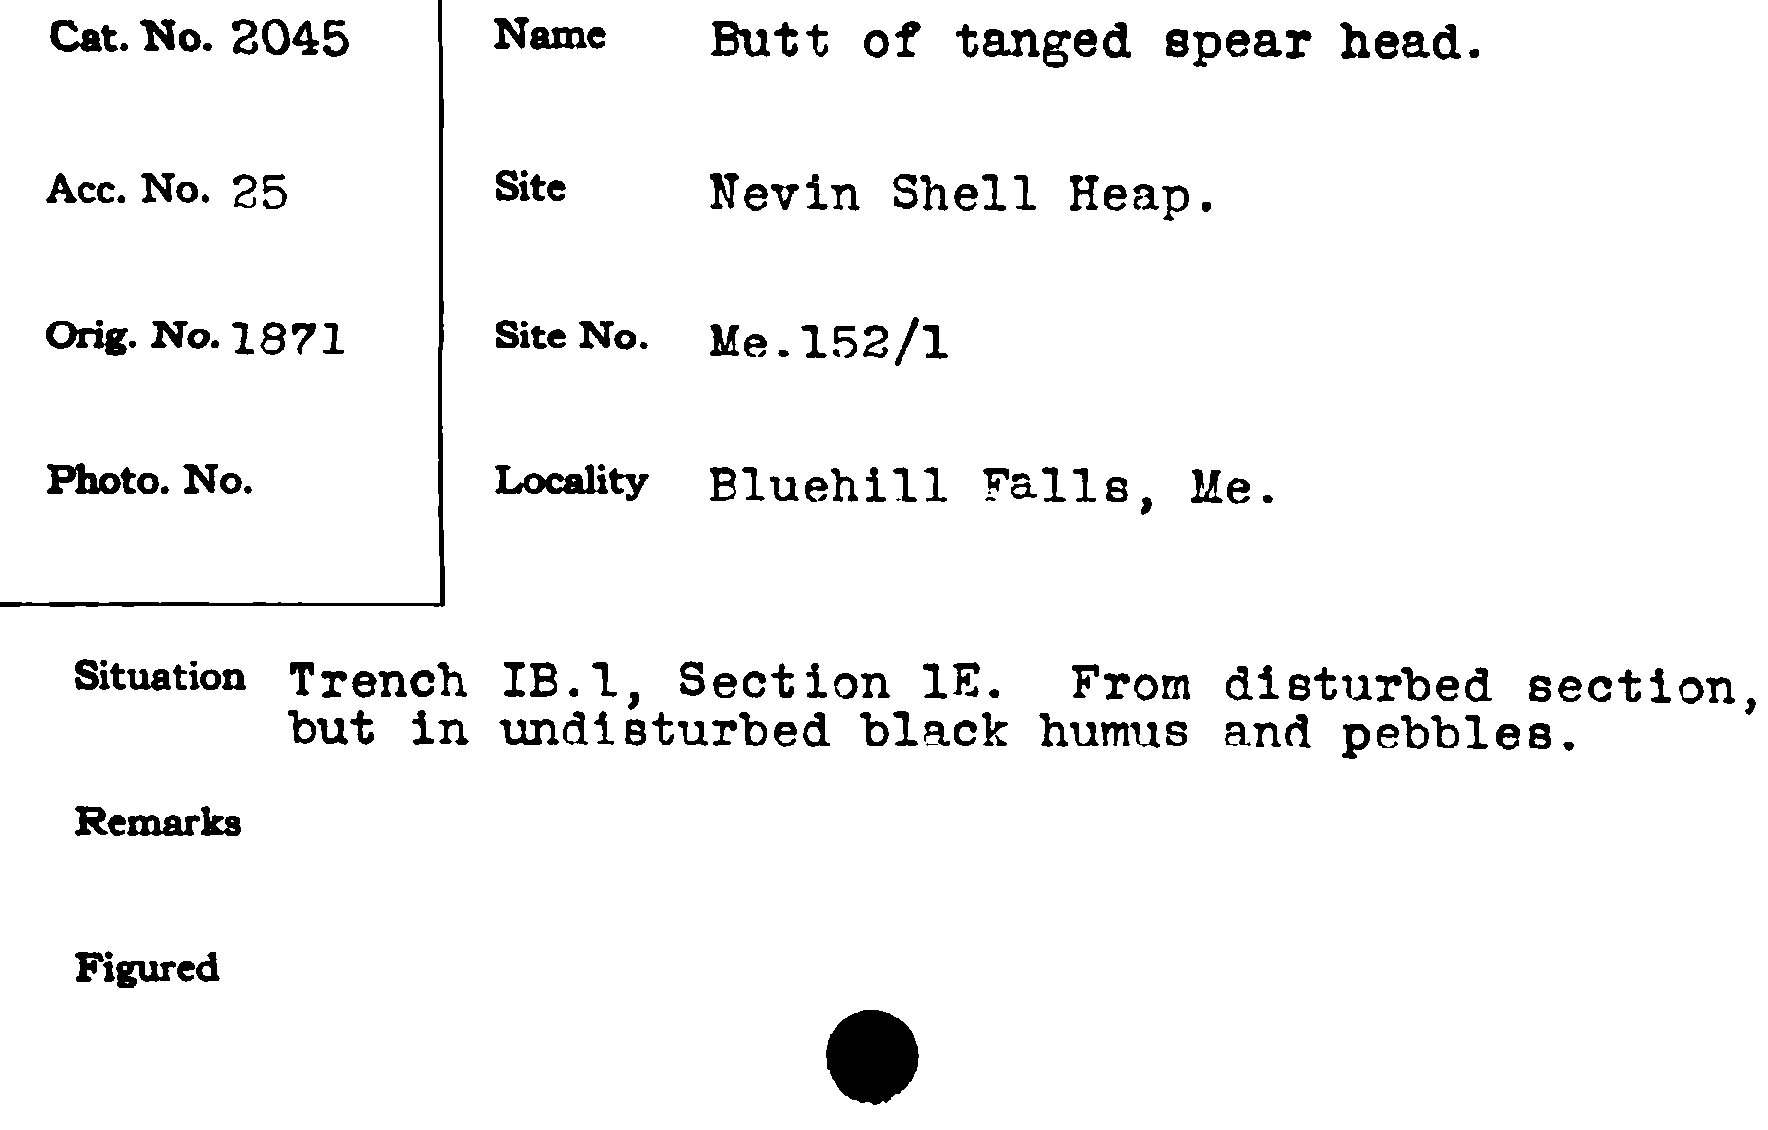 Cat. No. 2045
Acc. No. 25
Orig. No. 1871
Photo. No.
Name Butt of tanged spear head.
Site Nevin Shell Heap.
Site No. Me.152/1
Locality Bluehill Falls, Me.
Situation Trench IB.1, Section 1E. From disturbed section,
but in undisturbed black humus and pebbles.
Remarks
Figured